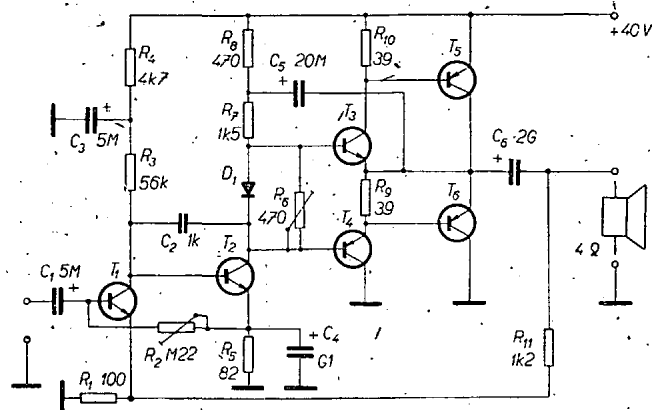 R10
39
T5
+40V
R8
470
C5 20M
+
R4
4k7
+
C3 5M
R7
1k5
T3
R3
56k
D1
R6
470
R9
39
C6 2G
+
T6
T4
C2 1k
T2
4Ω
C1 5M
+
T1
R2 M22
R5
82
+ C4
G1
R11
1k2
R1 100